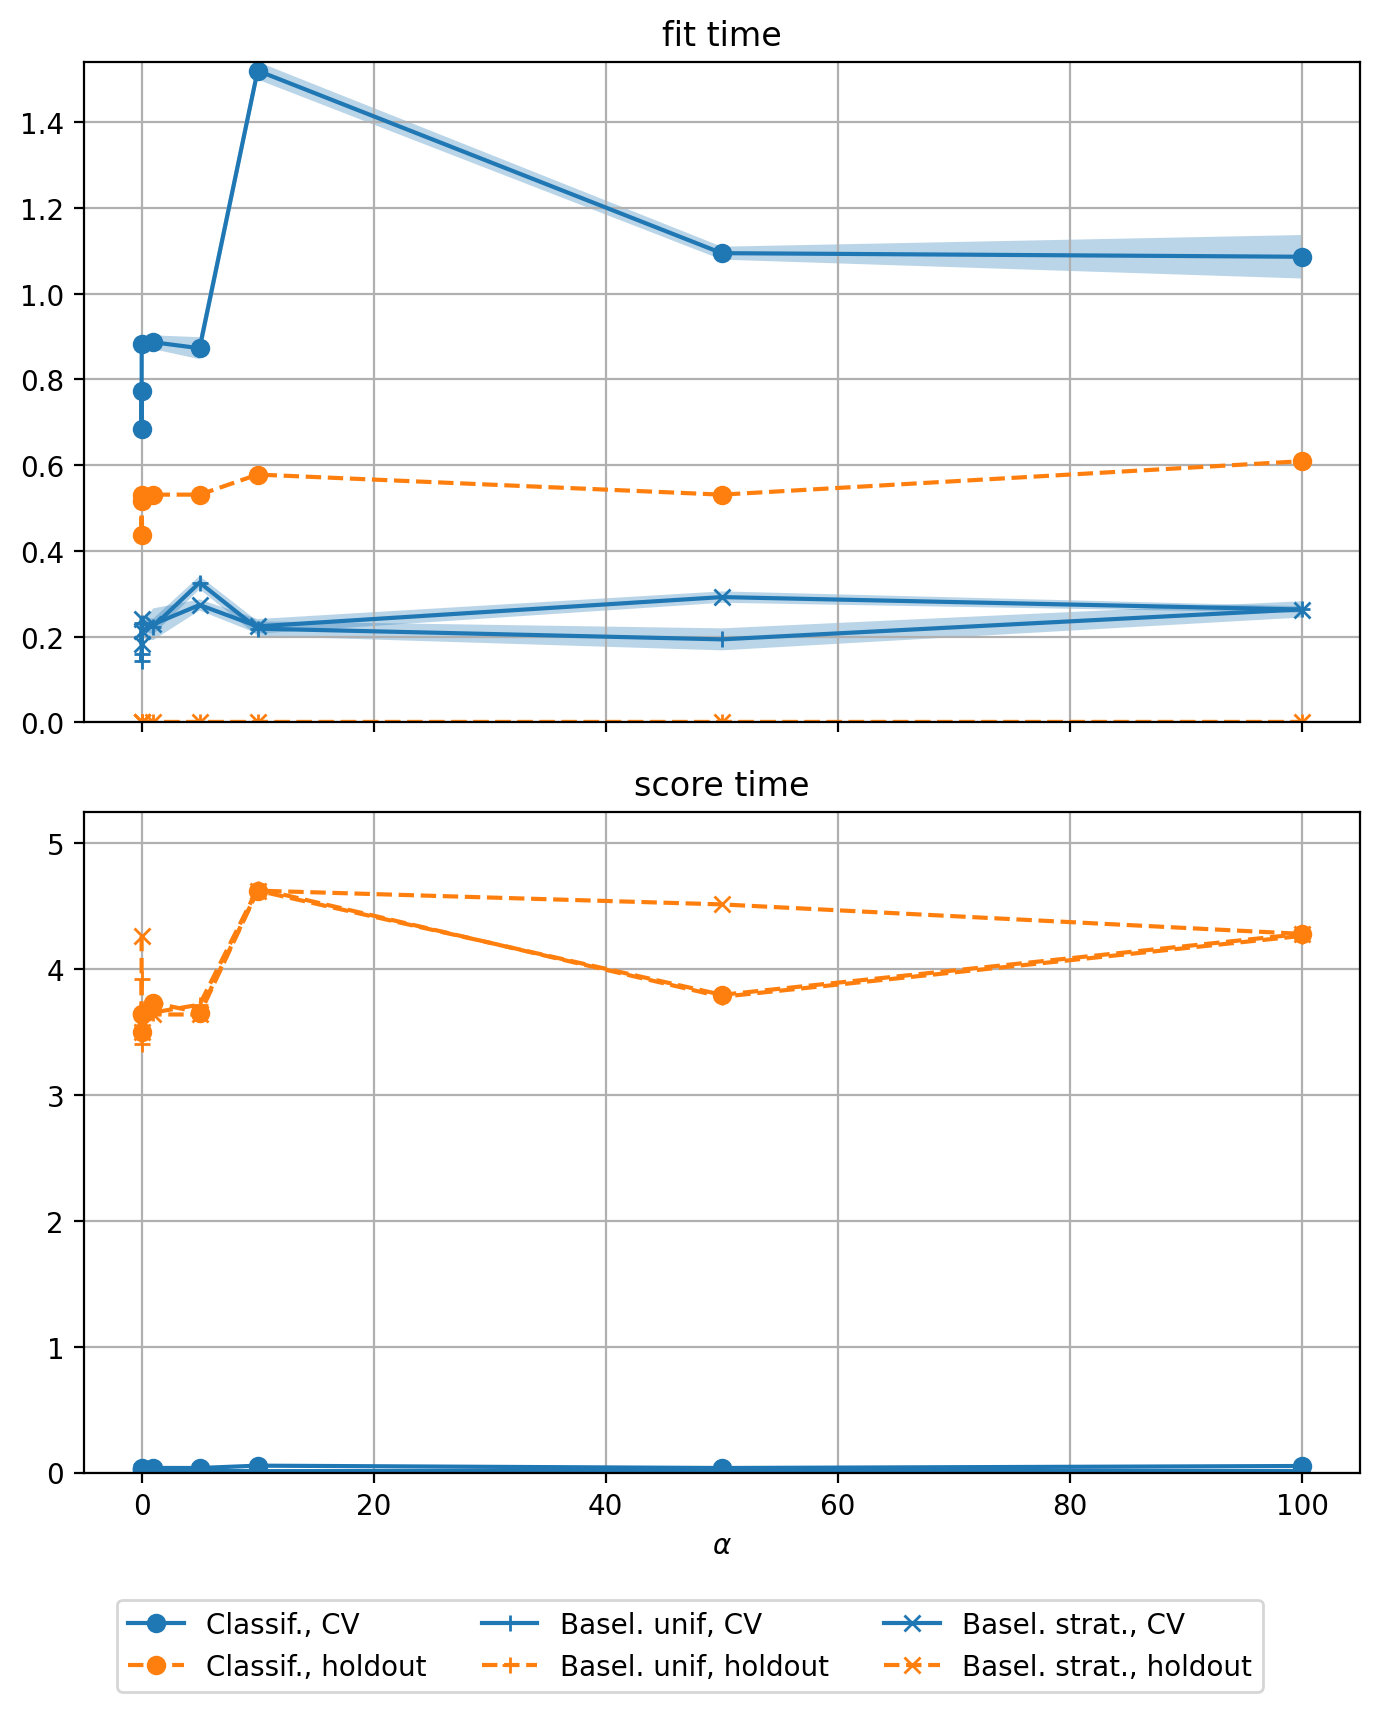 fit time
1.4
1.2
1.0
0.8
0.6
0.4
0.2
0.0
score time
5
4
3
2
1
0
0 20 40 60 80 100
α
Classif., CV Basel. unif, CV Basel. strat., CV
Classif., holdout Basel. unif, holdout Basel. strat., holdout